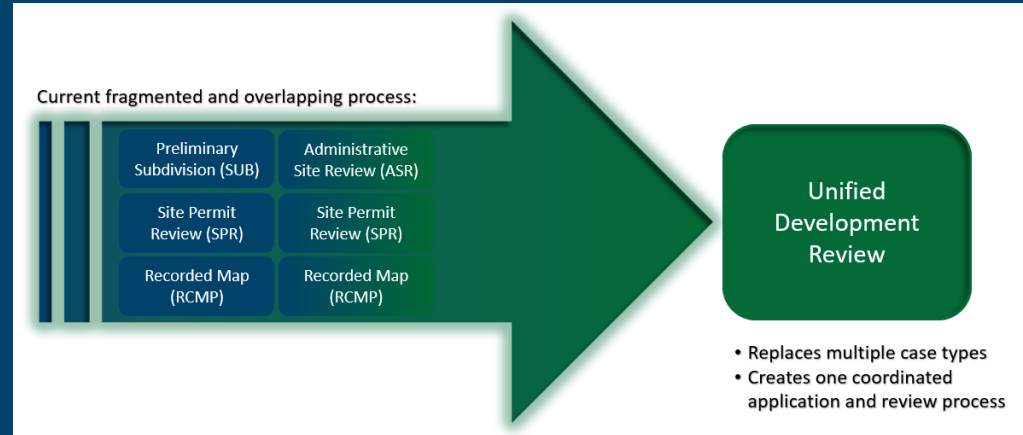 Current fragmented and overlapping process:
Preliminary
Subdivision (SUB)
Administrative
Site Review (ASR)
Site Permit
Review (SPR)
Site Permit
Review (SPR)
Recorded Map
(RCMP)
Recorded Map
(RCMP)
Unified
Development
Review
• Replaces multiple case types
• Creates one coordinated
application and review process